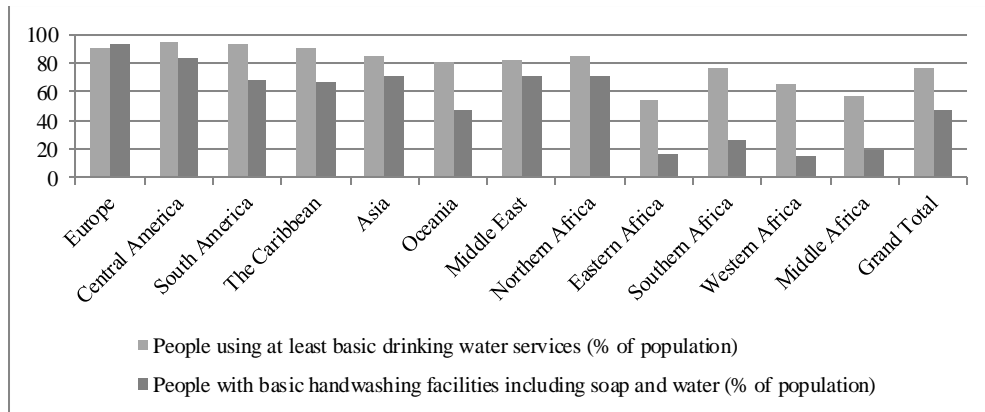 100
80
60
40
20
0
Europe
Central America
South America
The Caribbean
Asia
Oceania
Middle East
Northern Africa
Eastern Africa
Southern Africa
Western Africa
Middle Africa
Grand Total
People using at least basic drinking water services (% of population)
People with basic handwashing facilities including soap and water (% of population)